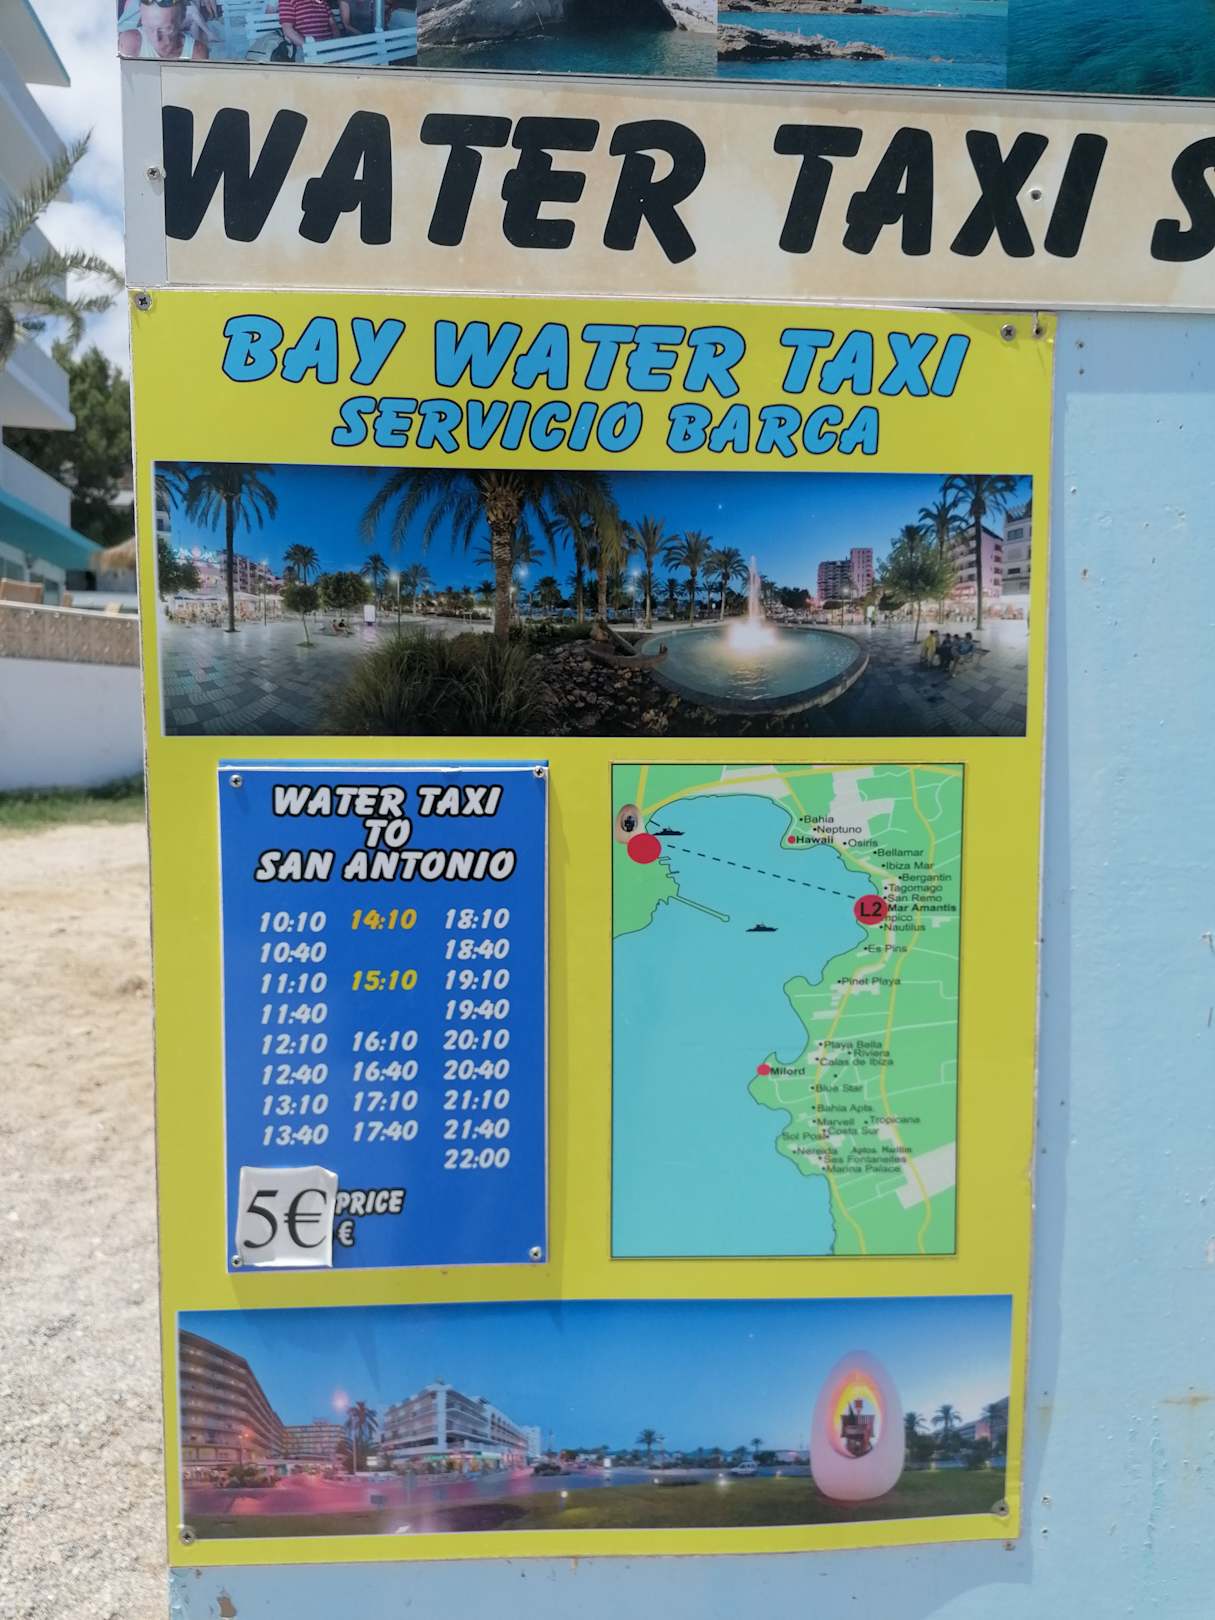 WATER TAXI S
BAY WATER TAXI
SERVICIO BARCA
WATER TAXI
TO
SAN ANTONIO
10:10 14:10 18:10
10:40 18:40
11:10 15:10 19:10
11:40 19:40
12:10 16:10 20:10
12:40 16:40 20:40
13:10 17:10 21:10
13:40 17:40 21:40
22:00
5€ PRICE
€
Bahia
Neptuno
Hawaii
Osiris
Bellamar
Ibiza Mar
Bergantin
Tagomago
San Remo
L2 Mar Amantis
mpico
Nautilus
Es Pins
Pinet Playa
Playa Bella
Riviera
Calas de Ibiza
Milord
Blue Star
Bahia Apts.
Marvell
Tropicana
Costa Sur
Sol Post
Nereida
Aptos. Maritim
Ses Fontanelles
Marina Palace